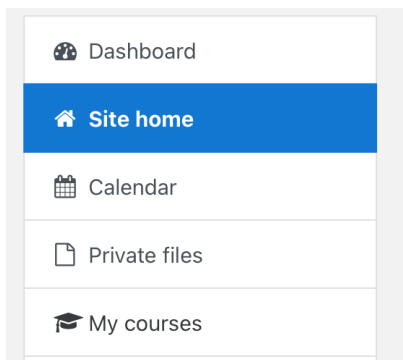 Dashboard
Site home
Calendar
Private files
My courses